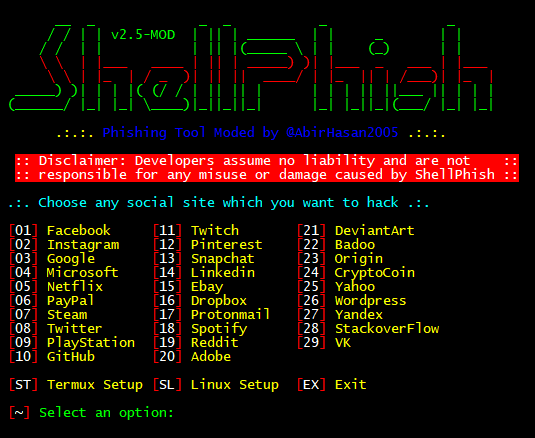 ShellPhish
v2.5-MOD
.:.:. Phishing Tool Moded by @AbirHasan2005 .:.:.
:: Disclaimer: Developers assume no liability and are not ::
:: responsible for any misuse or damage caused by ShellPhish ::
.:. Choose any social site which you want to hack .:.
[01] Facebook [11] Twitch [21] DeviantArt
[02] Instagram [12] Pinterest [22] Badoo
[03] Google [13] Snapchat [23] Origin
[04] Microsoft [14] Linkedin [24] CryptoCoin
[05] Netflix [15] Ebay [25] Yahoo
[06] PayPal [16] Dropbox [26] Wordpress
[07] Steam [17] Protonmail [27] Yandex
[08] Twitter [18] Spotify [28] StackoverFlow
[09] PlayStation [19] Reddit [29] VK
[10] GitHub [20] Adobe
[ST] Termux Setup [SL] Linux Setup [EX] Exit
[~] Select an option: